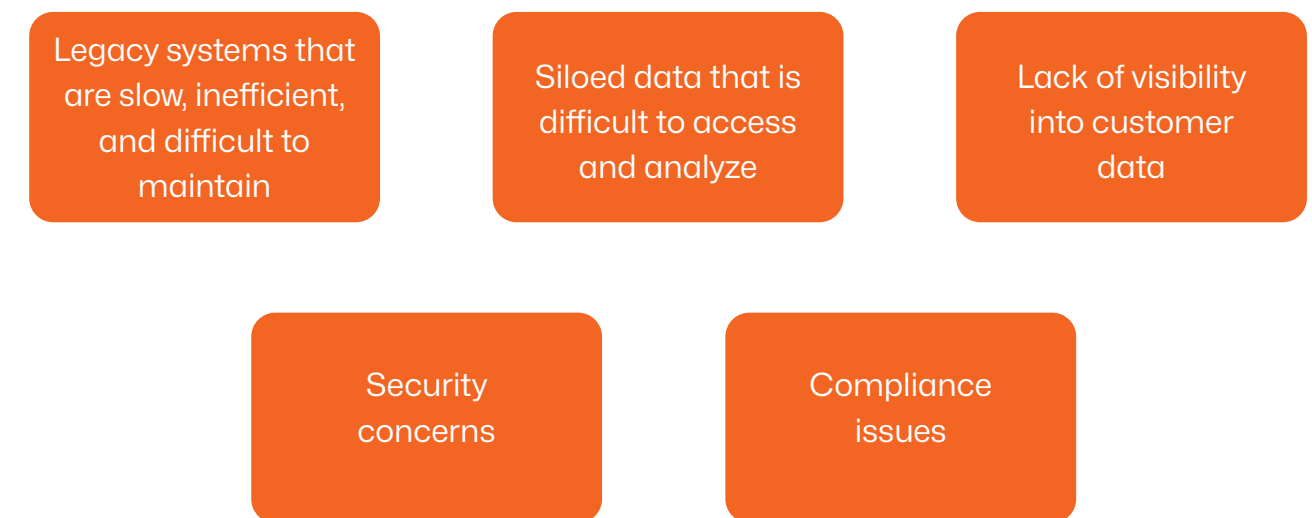 Legacy systems that
are slow, inefficient,
and difficult to
maintain
Siloed data that is
difficult to access
and analyze
Lack of visibility
into customer
data
Security
concerns
Compliance
issues